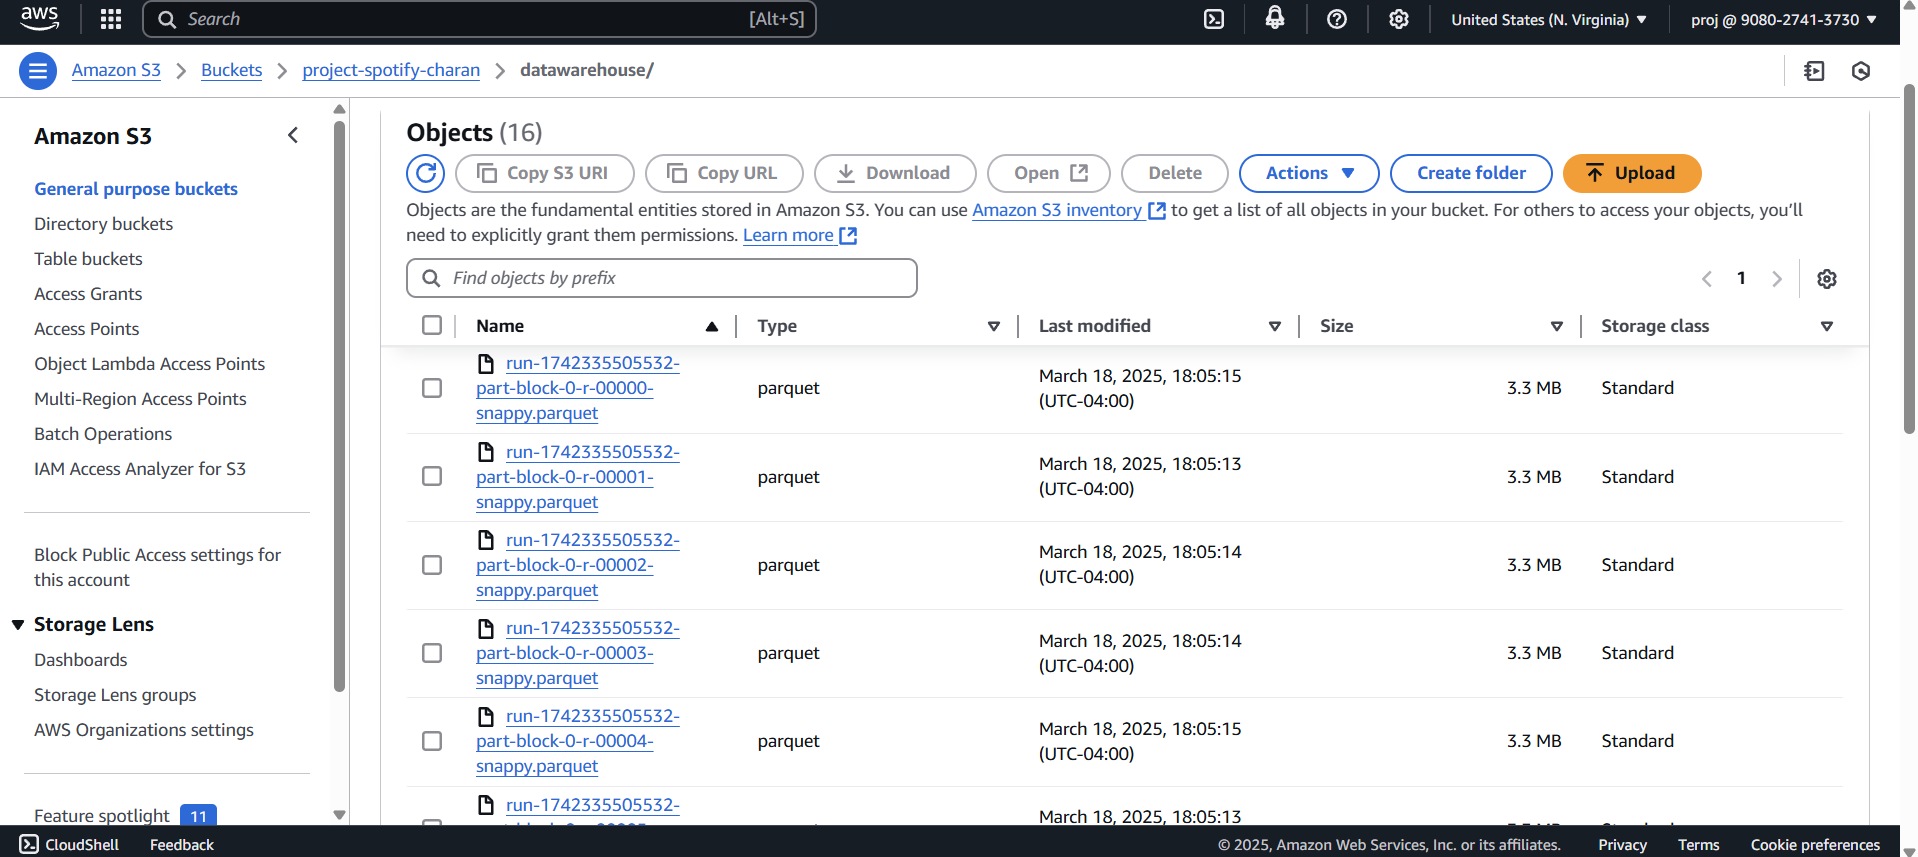 aws
Search [Alt+S]
United States (N. Virginia) ▼
proj @ 9080-2741-3730 ▼
Amazon S3 > Buckets > project-spotify-charan > datawarehouse/
Amazon S3
General purpose buckets
Directory buckets
Table buckets
Access Grants
Access Points
Object Lambda Access Points
Multi-Region Access Points
Batch Operations
IAM Access Analyzer for S3
Block Public Access settings for
this account
Storage Lens
Dashboards
Storage Lens groups
AWS Organizations settings
Feature spotlight 11
Objects (16)
Copy S3 URI
Copy URL
Download
Open
Delete
Actions
Create folder
Upload
Objects are the fundamental entities stored in Amazon S3. You can use Amazon S3 inventory to get a list of all objects in your bucket. For others to access your objects, you’ll
need to explicitly grant them permissions. Learn more
Find objects by prefix
1
Name Type Last modified Size Storage class
run-1742335505532-
part-block-0-r-00000-
snappy.parquet
parquet
March 18, 2025, 18:05:15
(UTC-04:00)
3.3 MB
Standard
run-1742335505532-
part-block-0-r-00001-
snappy.parquet
parquet
March 18, 2025, 18:05:13
(UTC-04:00)
3.3 MB
Standard
run-1742335505532-
part-block-0-r-00002-
snappy.parquet
parquet
March 18, 2025, 18:05:14
(UTC-04:00)
3.3 MB
Standard
run-1742335505532-
part-block-0-r-00003-
snappy.parquet
parquet
March 18, 2025, 18:05:14
(UTC-04:00)
3.3 MB
Standard
run-1742335505532-
part-block-0-r-00004-
snappy.parquet
parquet
March 18, 2025, 18:05:15
(UTC-04:00)
3.3 MB
Standard
run-1742335505532-
March 18, 2025, 18:05:13
CloudShell
Feedback
© 2025, Amazon Web Services, Inc. or its affiliates.
Privacy
Terms
Cookie preferences